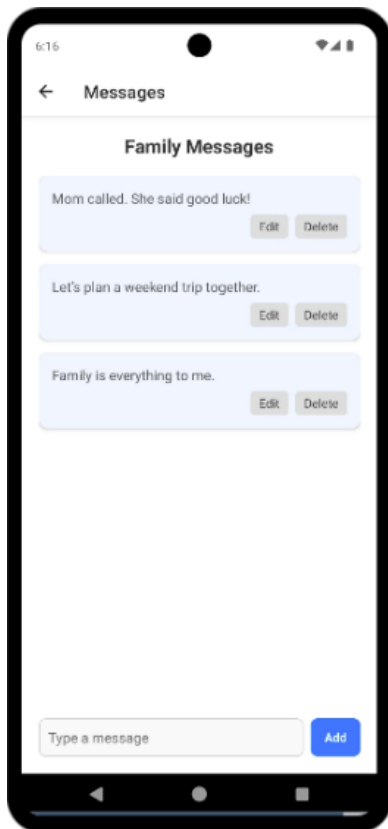 6:16
Messages
Family Messages
Mom called. She said good luck!
Edit Delete
Let's plan a weekend trip together.
Edit Delete
Family is everything to me.
Edit Delete
Type a message Add